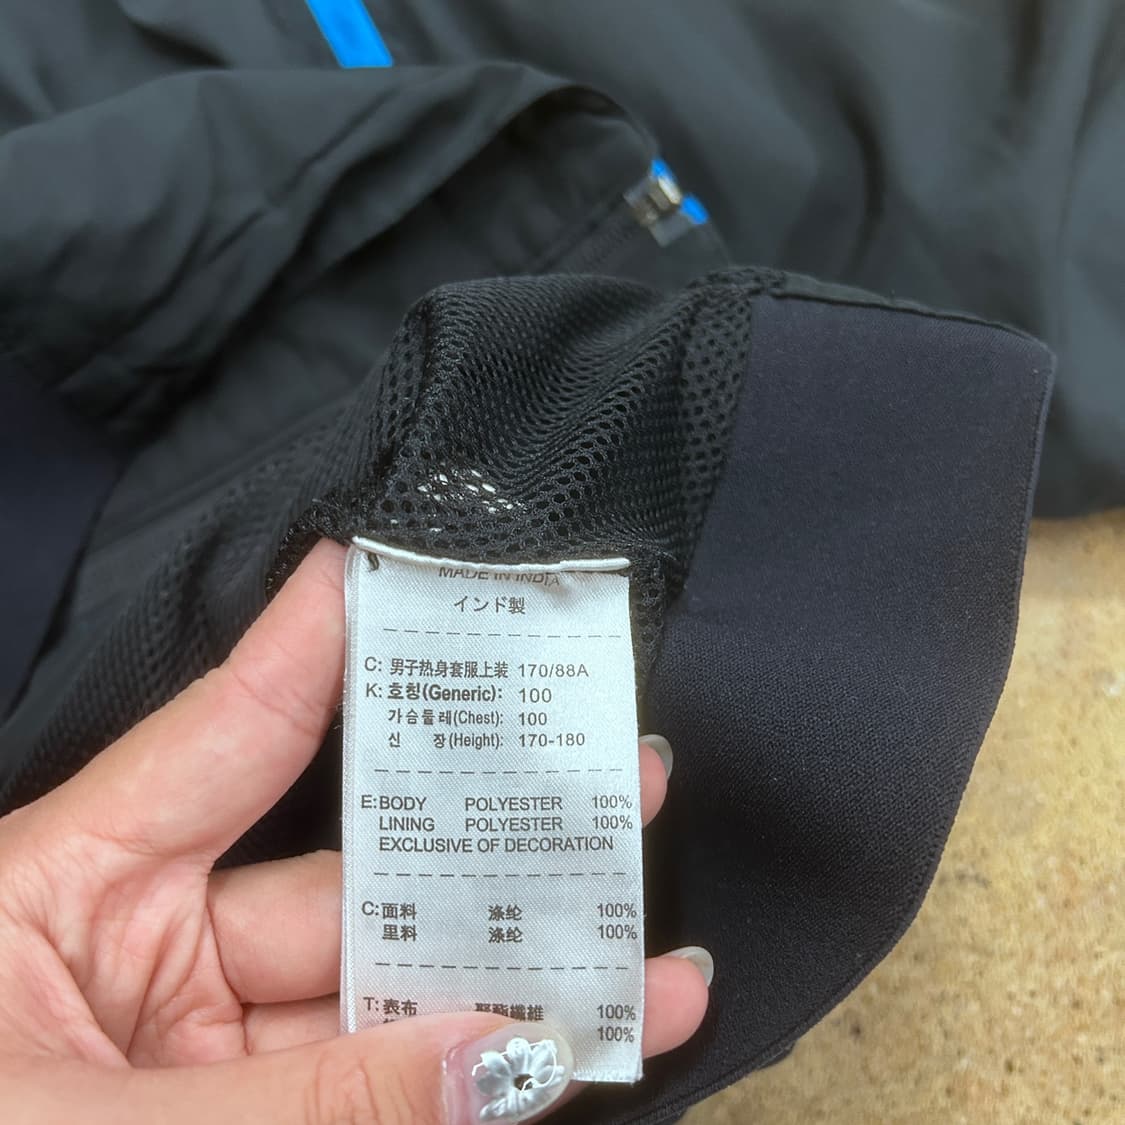 MADE IN INDIA
インド製
C: 男子热身套服上装 170/88A
K: 호칭(Generic): 100
가슴둘레(Chest): 100
신 장(Height): 170-180
E:BODY POLYESTER 100%
LINING POLYESTER 100%
EXCLUSIVE OF DECORATION
C:面料 涤纶 100%
里料 涤纶 100%
T:表布 聚酯纖維 100%
100%